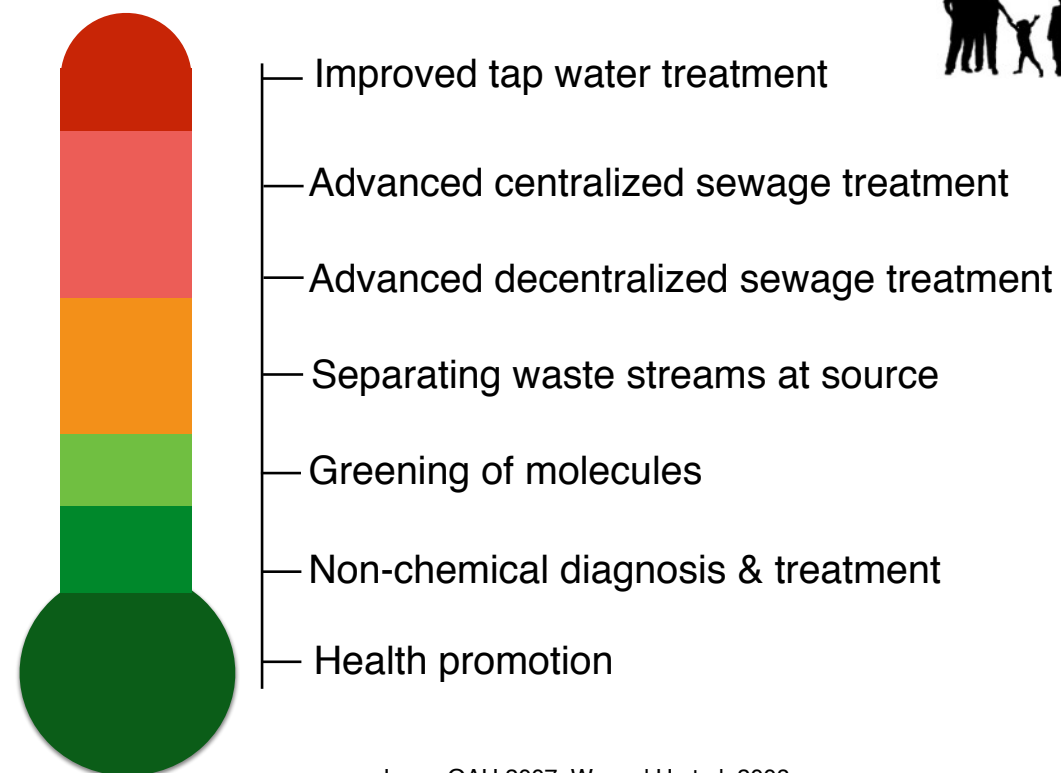 Improved tap water treatment
Advanced centralized sewage treatment
Advanced decentralized sewage treatment
Separating waste streams at source
Greening of molecules
Non-chemical diagnosis & treatment
Health promotion